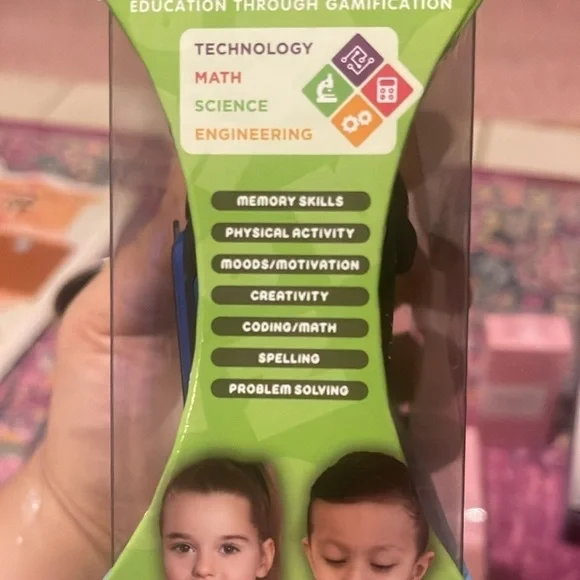 EDUCATION THROUGH GAMIFICATION
TECHNOLOGY
MATH
SCIENCE
ENGINEERING
MEMORY SKILLS
PHYSICAL ACTIVITY
MOODS/MOTIVATION
CREATIVITY
CODING/MATH
SPELLING
PROBLEM SOLVING